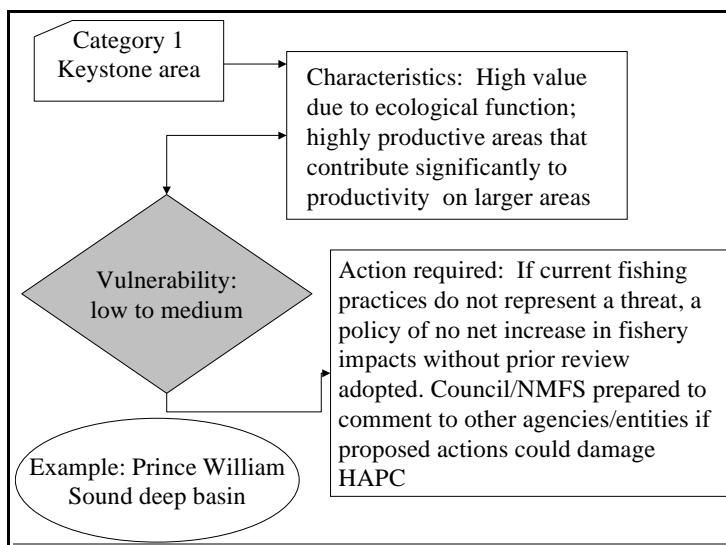 Category 1
Keystone area
Characteristics:  High value
due to ecological function;
highly productive areas that
contribute significantly to
productivity  on larger areas
Vulnerability:
low to medium
Action required:  If current fishing
practices do not represent a threat, a
policy of no net increase in fishery
impacts without prior review
adopted. Council/NMFS prepared to
comment to other agencies/entities if
proposed actions could damage
HAPC
Example: Prince William
Sound deep basin